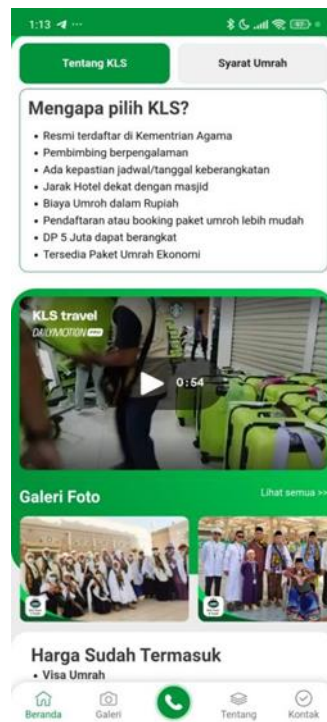 1:13
Tentang KLS
Syarat Umrah
Mengapa pilih KLS?
• Resmi terdaftar di Kementrian Agama
• Pembimbing berpengalaman
• Ada kepastian jadwal/tanggal keberangkatan
• Jarak Hotel dekat dengan masjid
• Biaya Umroh dalam Rupiah
• Pendaftaran atau booking paket umroh lebih mudah
• DP 5 Juta dapat berangkat
• Tersedia Paket Umrah Ekonomi
KLS travel
DAILYMOTION
0:54
Galeri Foto
Lihat semua >>
Harga Sudah Termasuk
• Visa Umrah
Beranda
Galeri
Tentang
Kontak